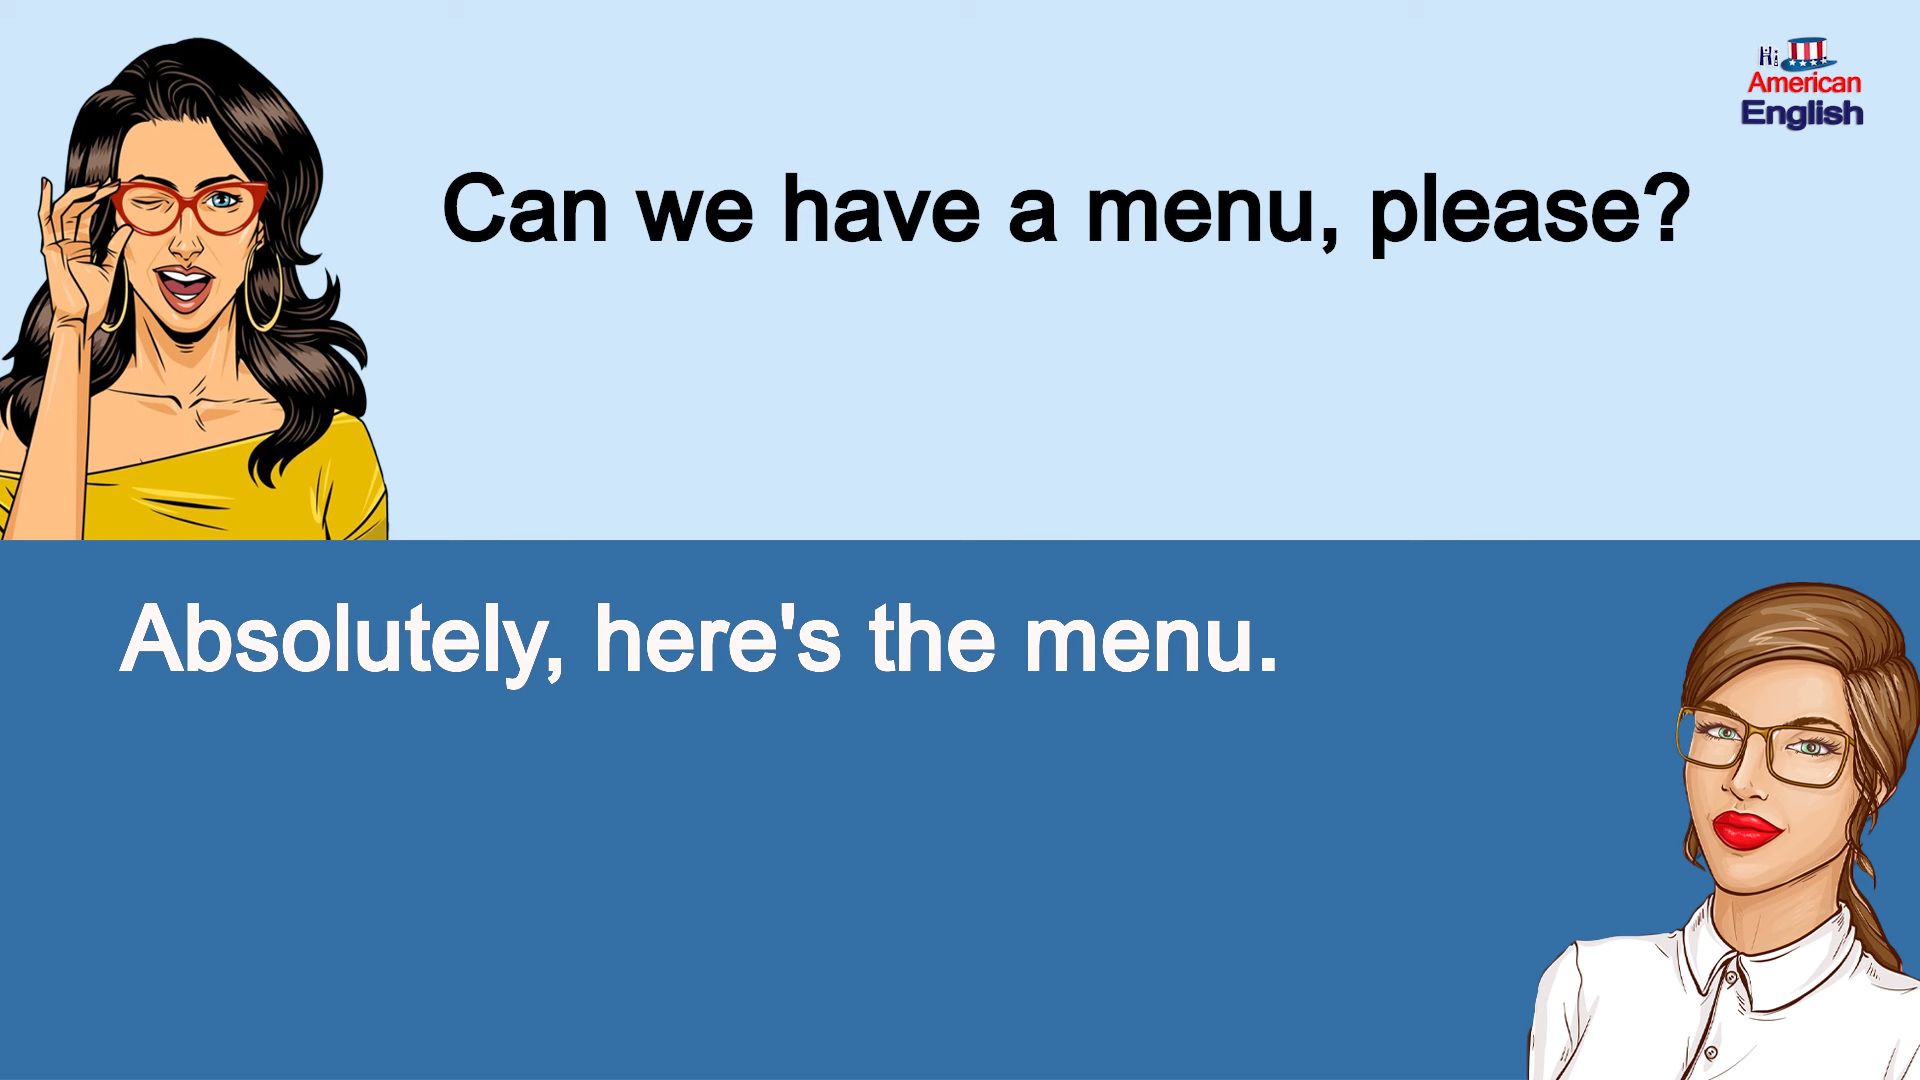 Hi
American
English
Can we have a menu, please?
Absolutely, here's the menu.